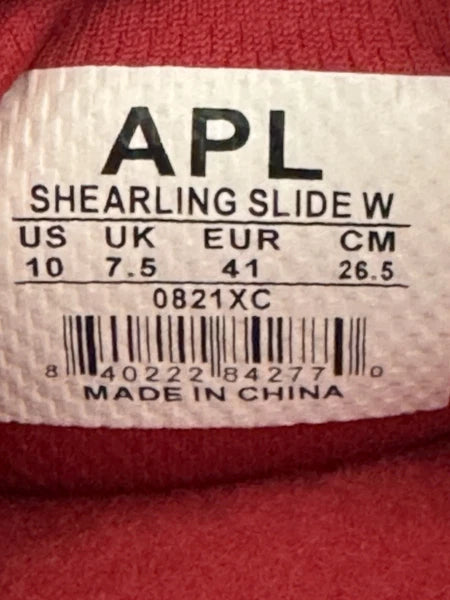 APL
SHEARLING SLIDE W
US UK EUR CM
10 7.5 41 26.5
0821XC
8 40222 84277 0
MADE IN CHINA